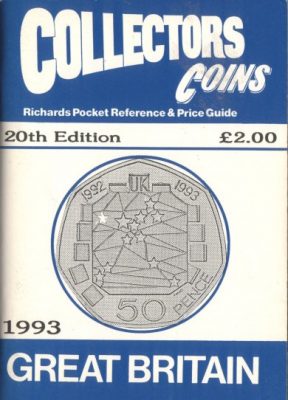 COLLECTORS
COINS
Richards Pocket Reference & Price Guide
20th Edition £2.00
1992 UK 1993
50 PENCE
1993
GREAT BRITAIN